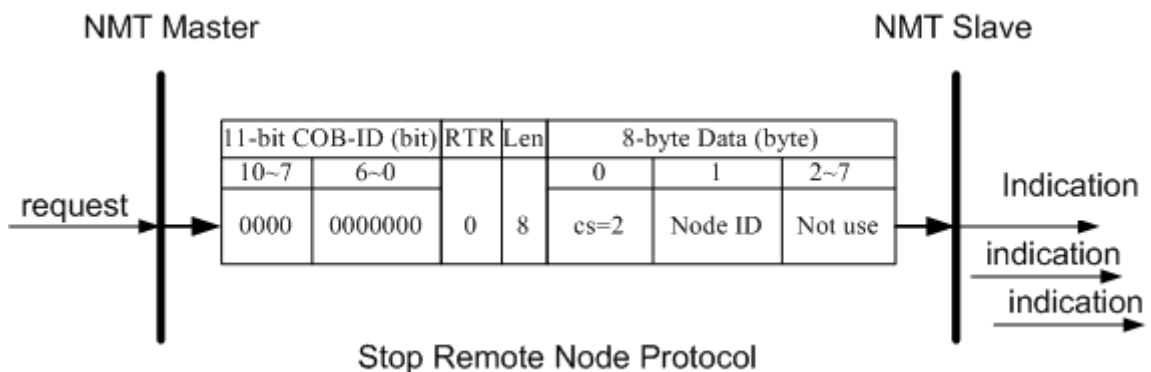 NMT Master
NMT Slave
11-bit COB-ID (bit) RTR Len 8-byte Data (byte)
10~7 6~0 0 1 2~7
request 0000 0000000 0 8 cs=2 Node ID Not use Indication
indication
indication
Stop Remote Node Protocol